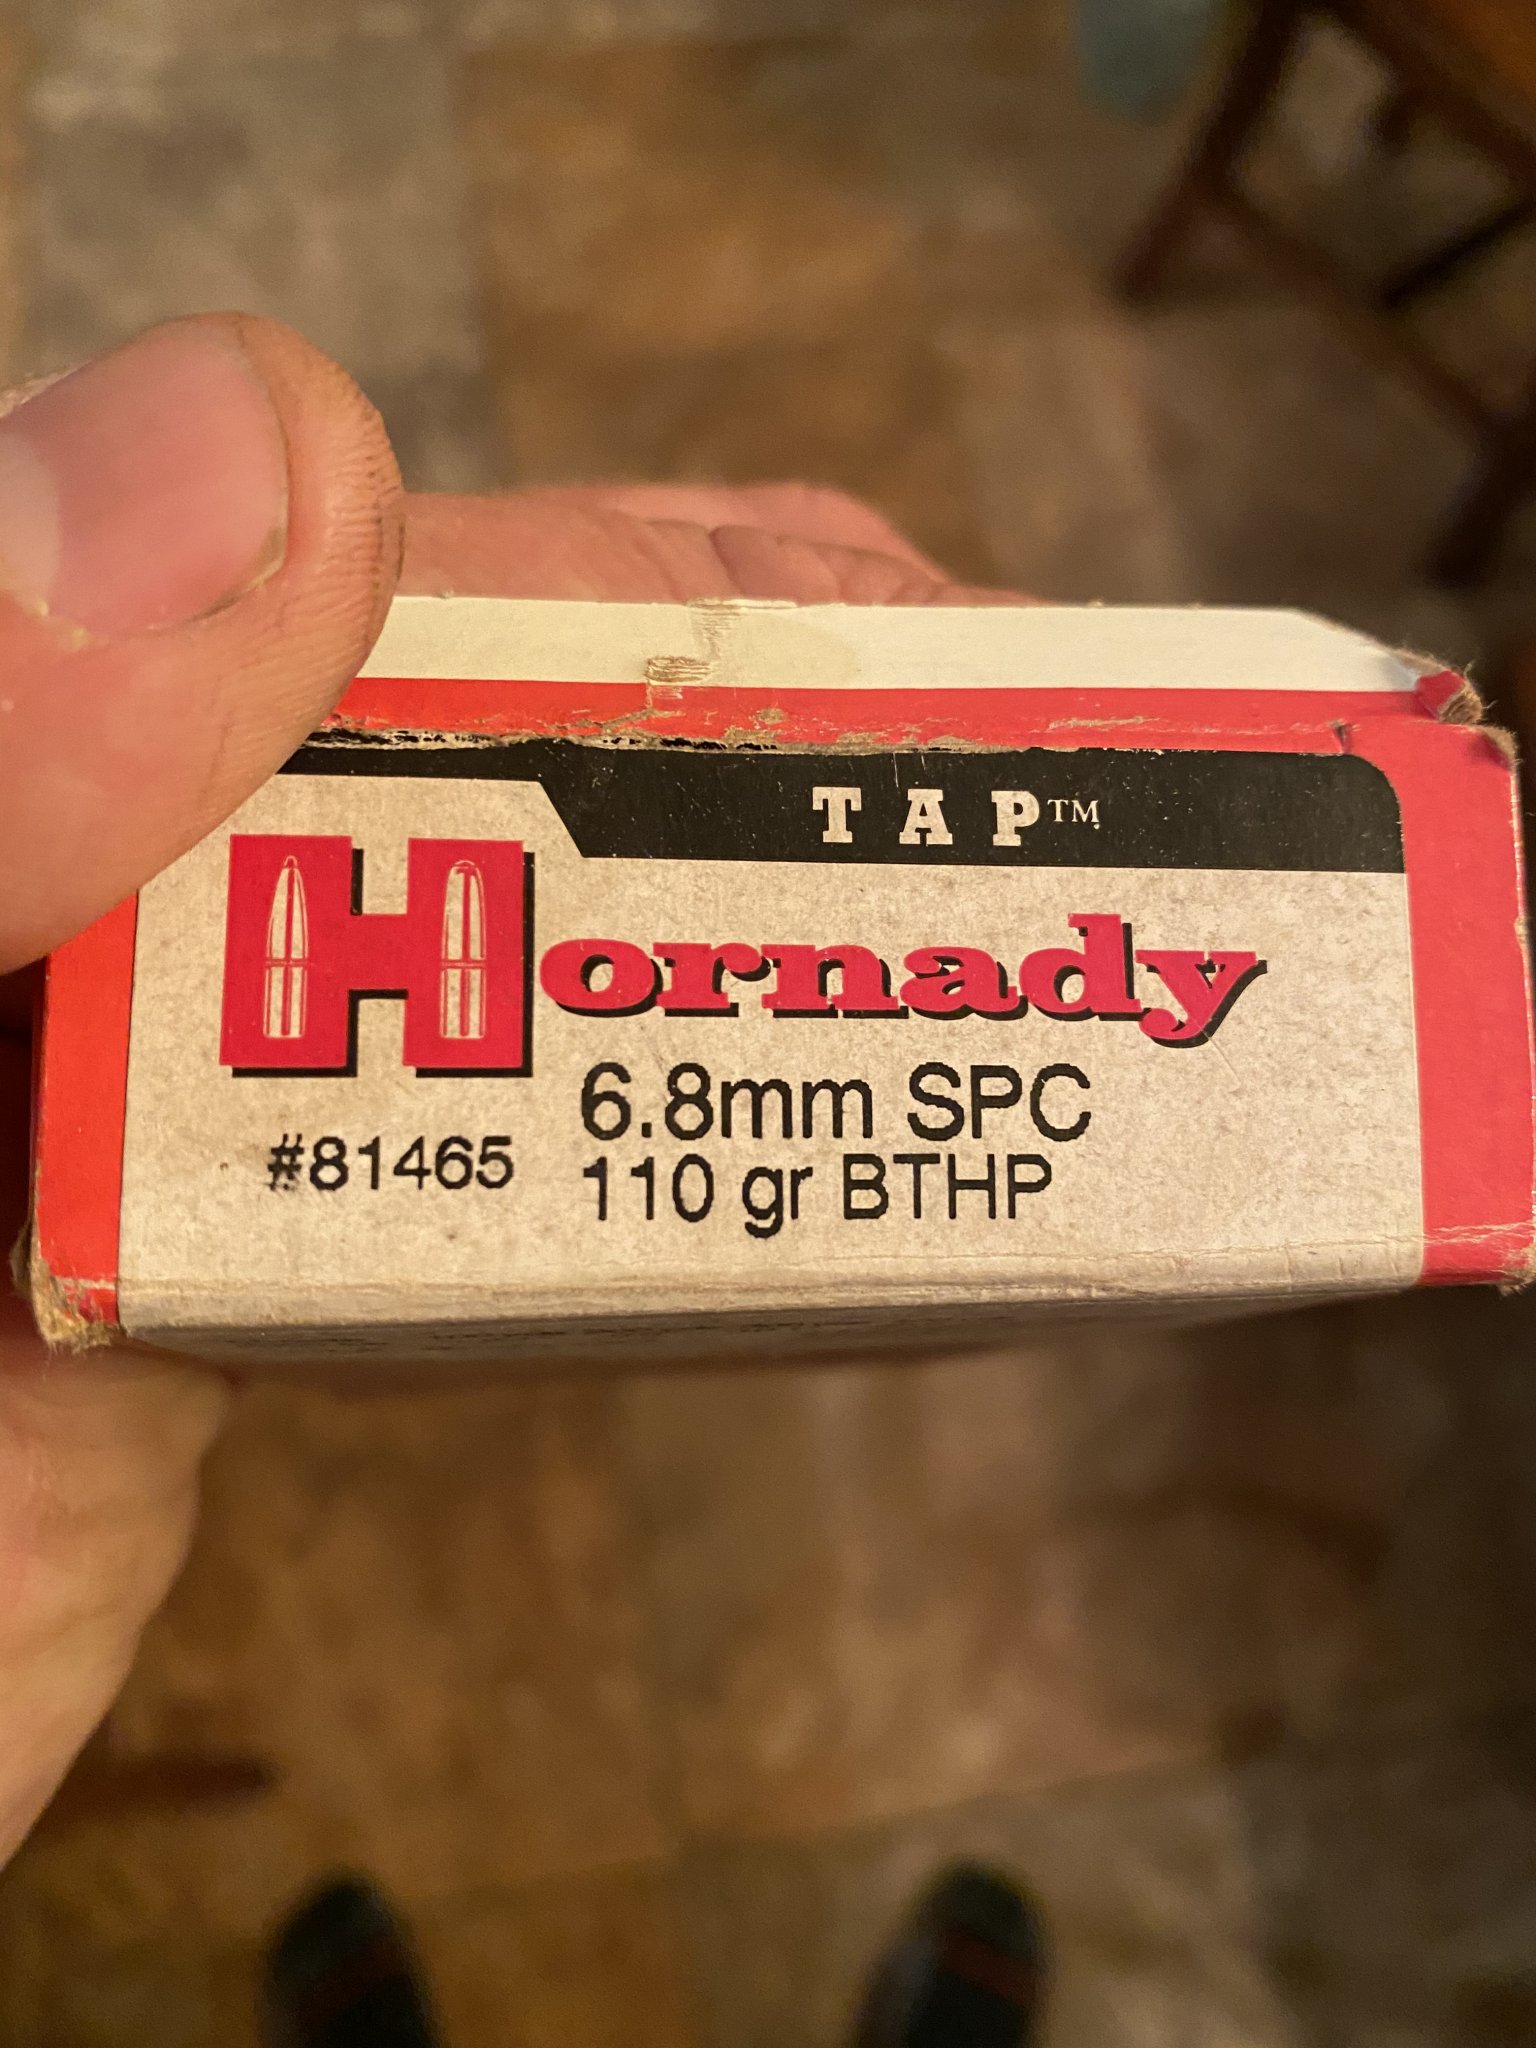 TAP™
Hornady
6.8mm SPC
#81465
110 gr BTHP